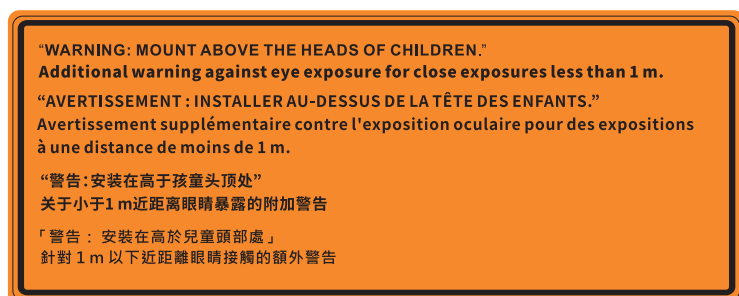 “WARNING: MOUNT ABOVE THE HEADS OF CHILDREN.”
Additional warning against eye exposure for close exposures less than 1 m.
“AVERTISSEMENT : INSTALLER AU-DESSUS DE LA TÊTE DES ENFANTS.”
Avertissement supplémentaire contre l'exposition oculaire pour des expositions
à une distance de moins de 1 m.
“警告:安装在高于孩童头顶处”
关于小于1 m近距离眼睛暴露的附加警告
「警告： 安裝在高於兒童頭部處」
針對 1 m 以下近距離眼睛接觸的額外警告